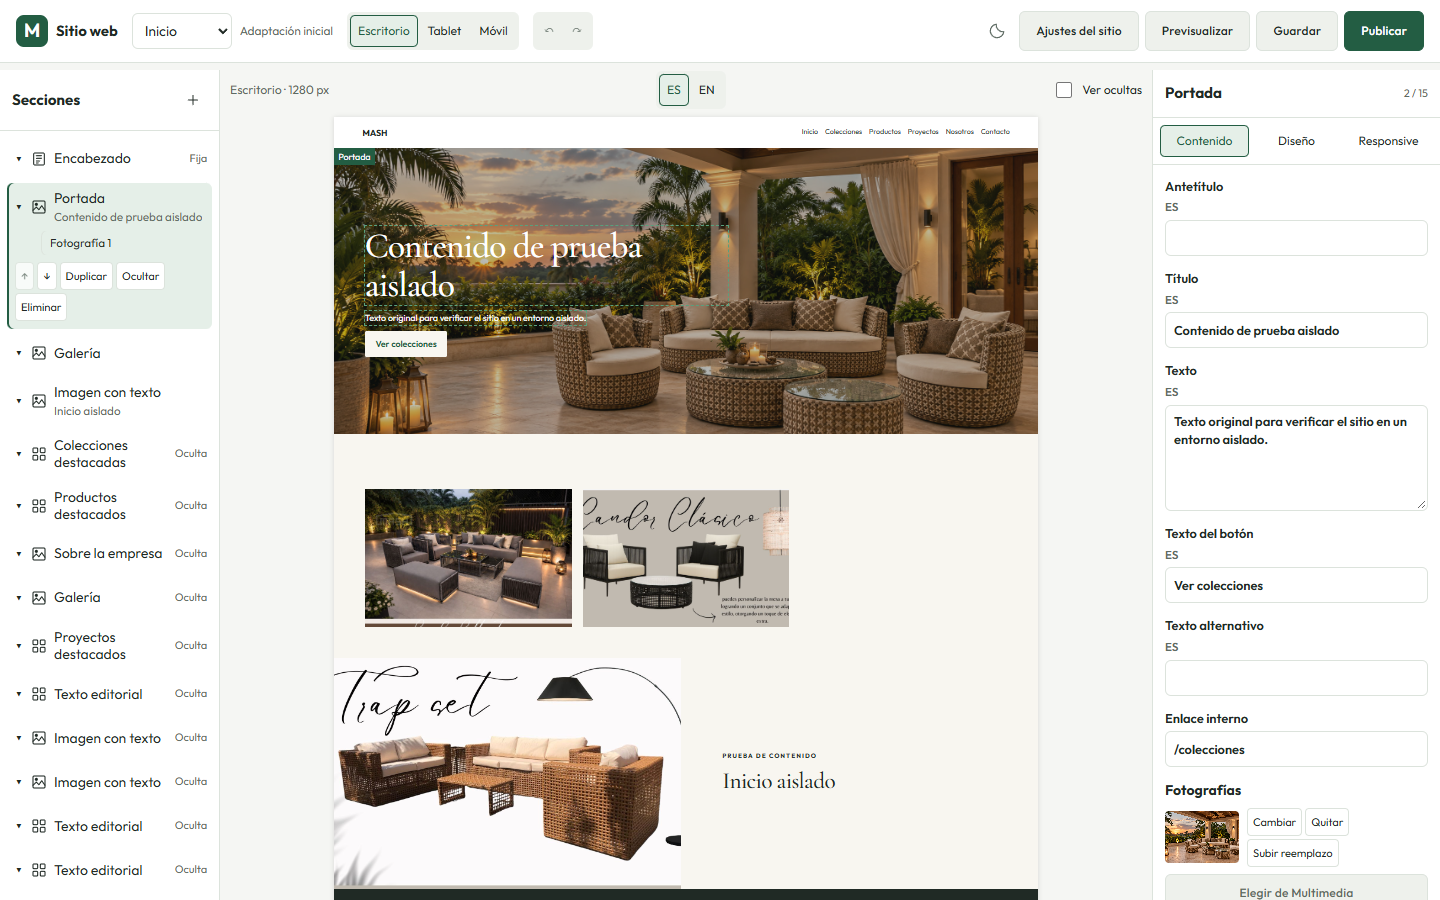 M Sitio web Inicio Adaptación inicial Escritorio Tablet Móvil Ajustes del sitio Previsualizar Guardar Publicar
Secciones
Encabezado Fija
Portada
Contenido de prueba aislado
Fotografía 1
Duplicar Ocultar
Eliminar
Galería
Imagen con texto
Inicio aislado
Colecciones
destacadas Oculta
Productos
destacados Oculta
Sobre la empresa Oculta
Galería Oculta
Proyectos
destacados Oculta
Texto editorial Oculta
Imagen con texto Oculta
Imagen con texto Oculta
Texto editorial Oculta
Texto editorial Oculta
Escritorio · 1280 px ES EN Ver ocultas
MASH Inicio Colecciones Productos Proyectos Nosotros Contacto
Portada
Contenido de prueba
aislado
Texto original para verificar el sitio en un entorno aislado.
Ver colecciones
Candor Clásico
Trap set
PRUEBA DE CONTENIDO
Inicio aislado
Portada 2 / 15
Contenido Diseño Responsive
Antetítulo
ES
Título
ES
Contenido de prueba aislado
Texto
ES
Texto original para verificar el sitio en un
entorno aislado.
Texto del botón
ES
Ver colecciones
Texto alternativo
ES
Enlace interno
/colecciones
Fotografías
Cambiar Quitar
Subir reemplazo
Elegir de Multimedia